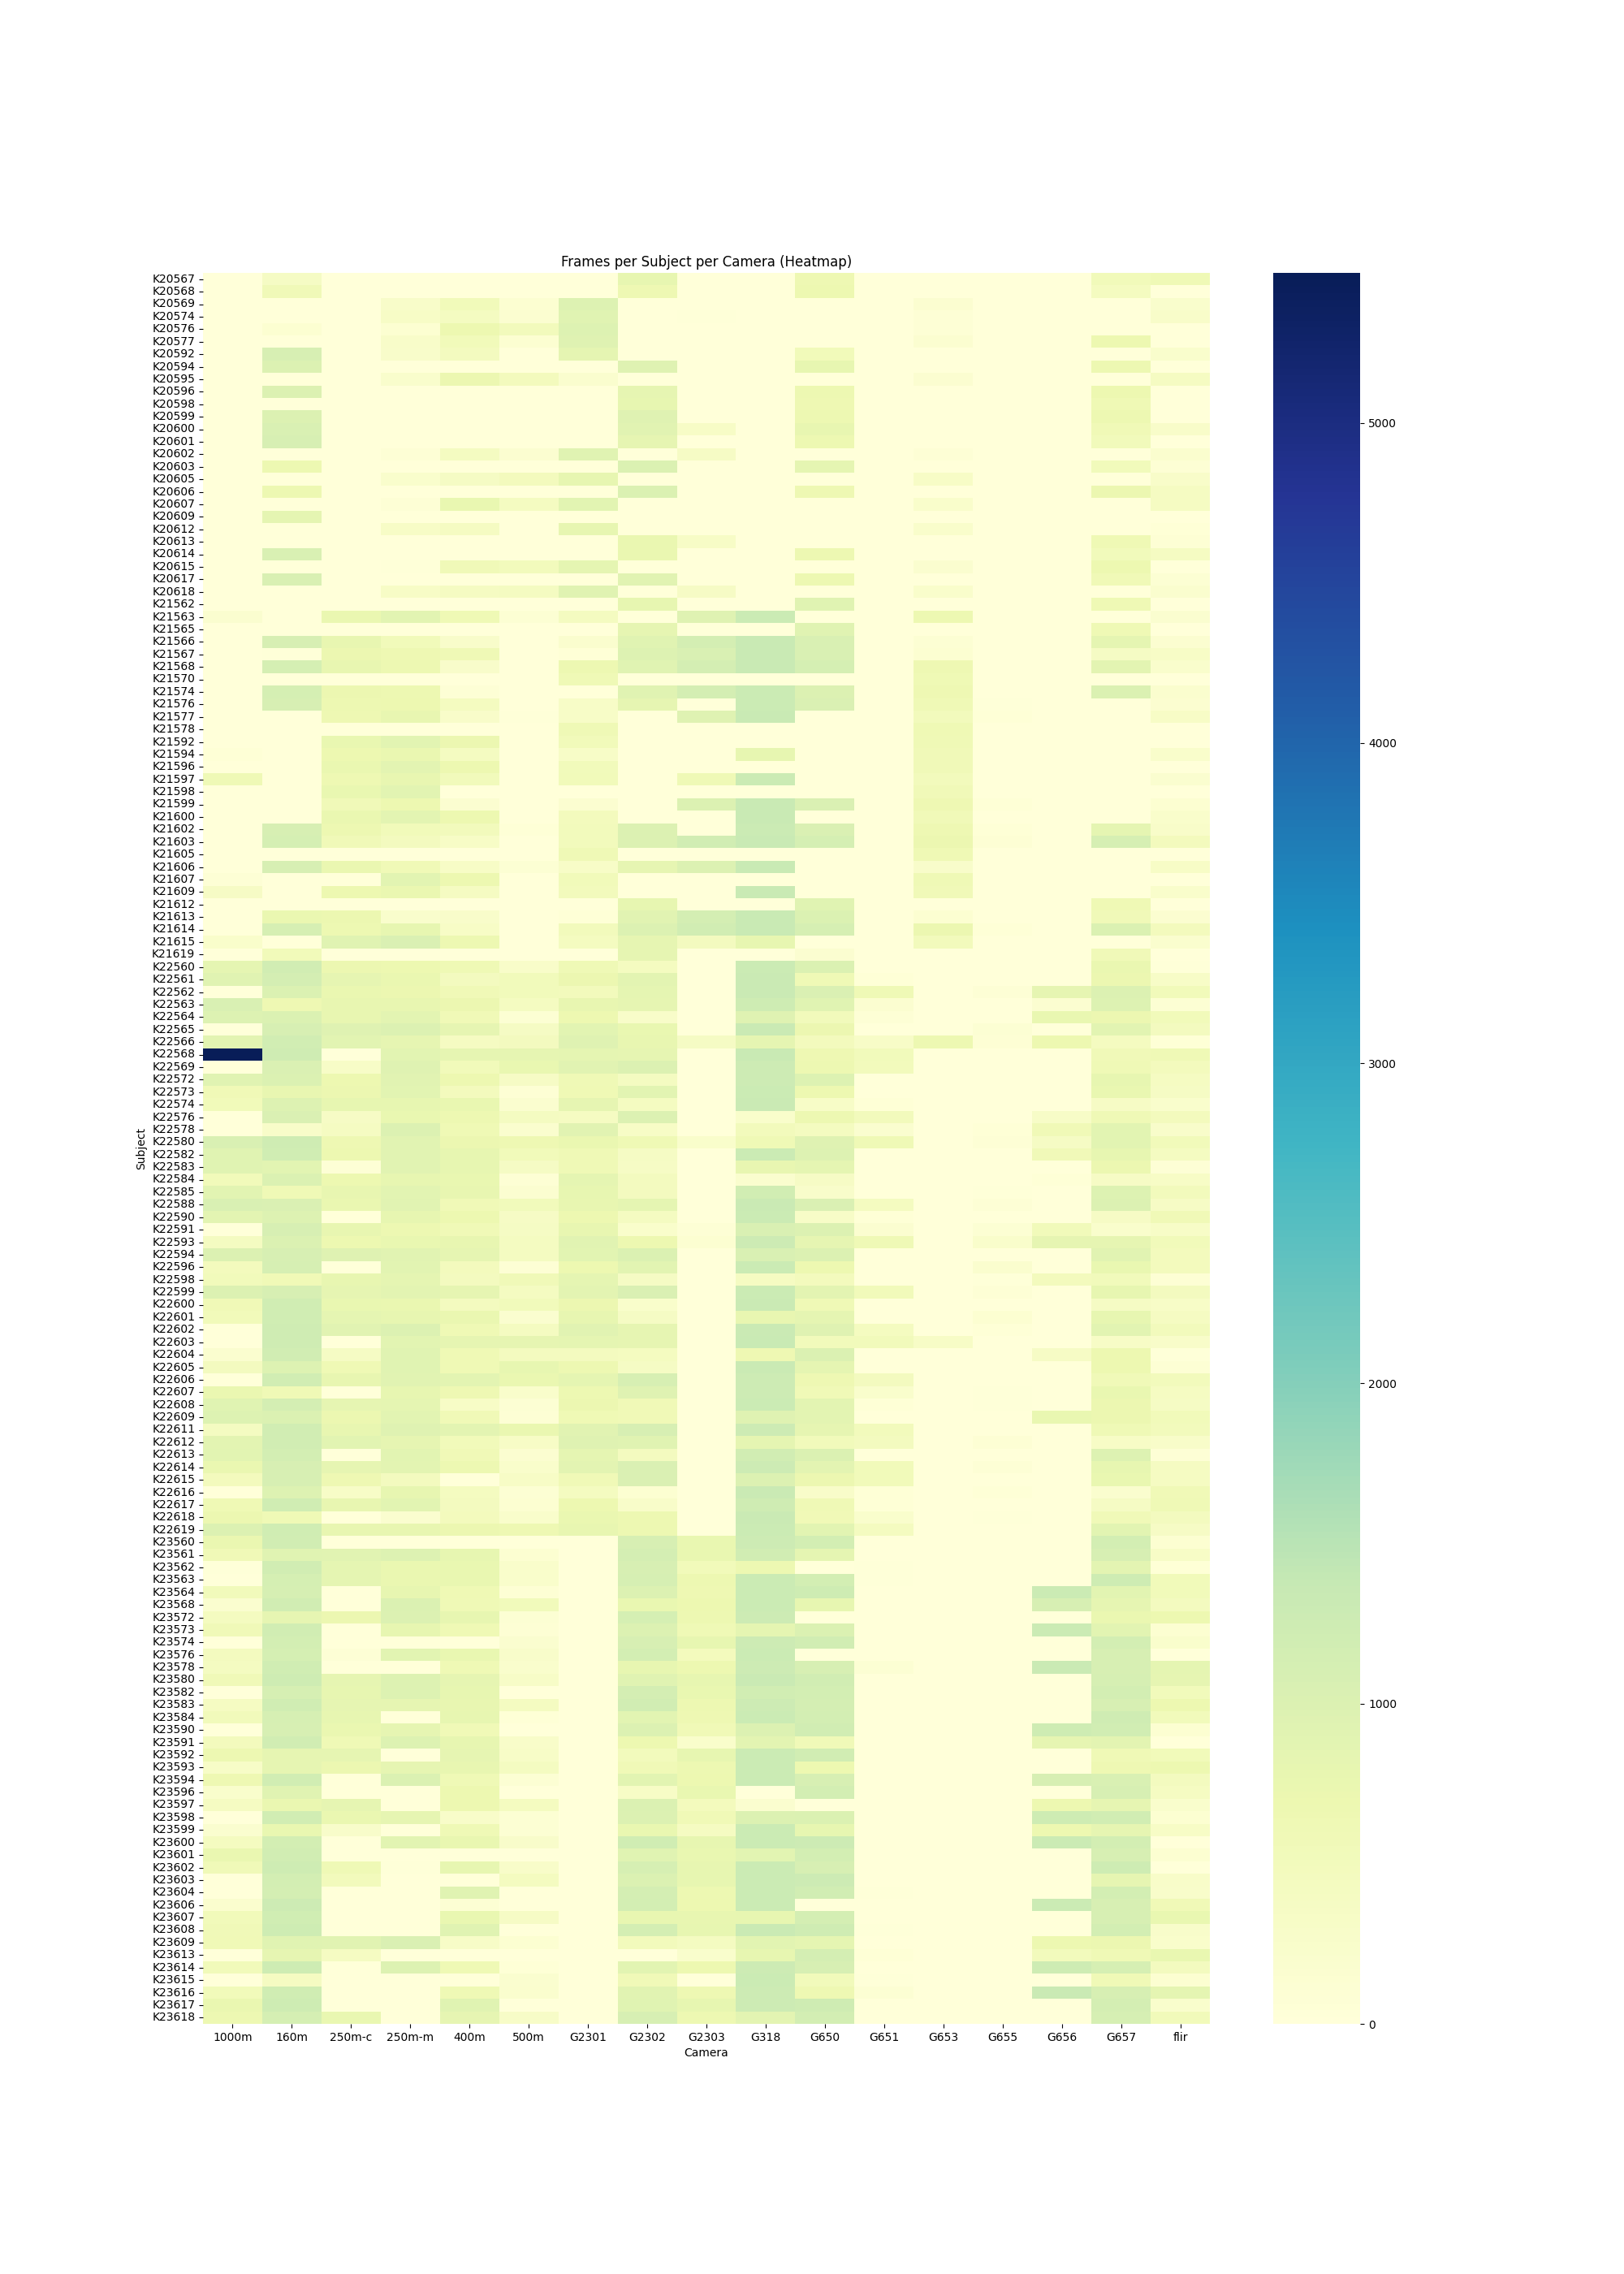 Frames per Subject per Camera (Heatmap)
K20567
K20568
K20569
K20574
K20576
K20577
K20592
K20594
K20595
K20596
K20598
K20599
K20600
K20601
K20602
K20603
K20605
K20606
K20607
K20609
K20612
K20613
K20614
K20615
K20617
K20618
K21562
K21563
K21565
K21566
K21567
K21568
K21570
K21574
K21576
K21577
K21578
K21592
K21594
K21596
K21597
K21598
K21599
K21600
K21602
K21603
K21605
K21606
K21607
K21609
K21612
K21613
K21614
K21615
K21619
K22560
K22561
K22562
K22563
K22564
K22565
K22566
K22568
K22569
K22572
K22573
K22574
K22576
K22578
K22580
K22582
K22583
K22584
K22585
K22588
K22590
K22591
K22593
K22594
K22596
K22598
K22599
K22600
K22601
K22602
K22603
K22604
K22605
K22606
K22607
K22608
K22609
K22611
K22612
K22613
K22614
K22615
K22616
K22617
K22618
K22619
K23560
K23561
K23562
K23563
K23564
K23568
K23572
K23573
K23574
K23576
K23578
K23580
K23582
K23583
K23584
K23590
K23591
K23592
K23593
K23594
K23596
K23597
K23598
K23599
K23600
K23601
K23602
K23603
K23604
K23606
K23607
K23608
K23609
K23613
K23614
K23615
K23616
K23617
K23618
Subject
1000m 160m 250m-c 250m-m 400m 500m G2301 G2302 G2303 G318 G650 G651 G653 G655 G656 G657 flir
Camera
5000
4000
3000
2000
1000
0